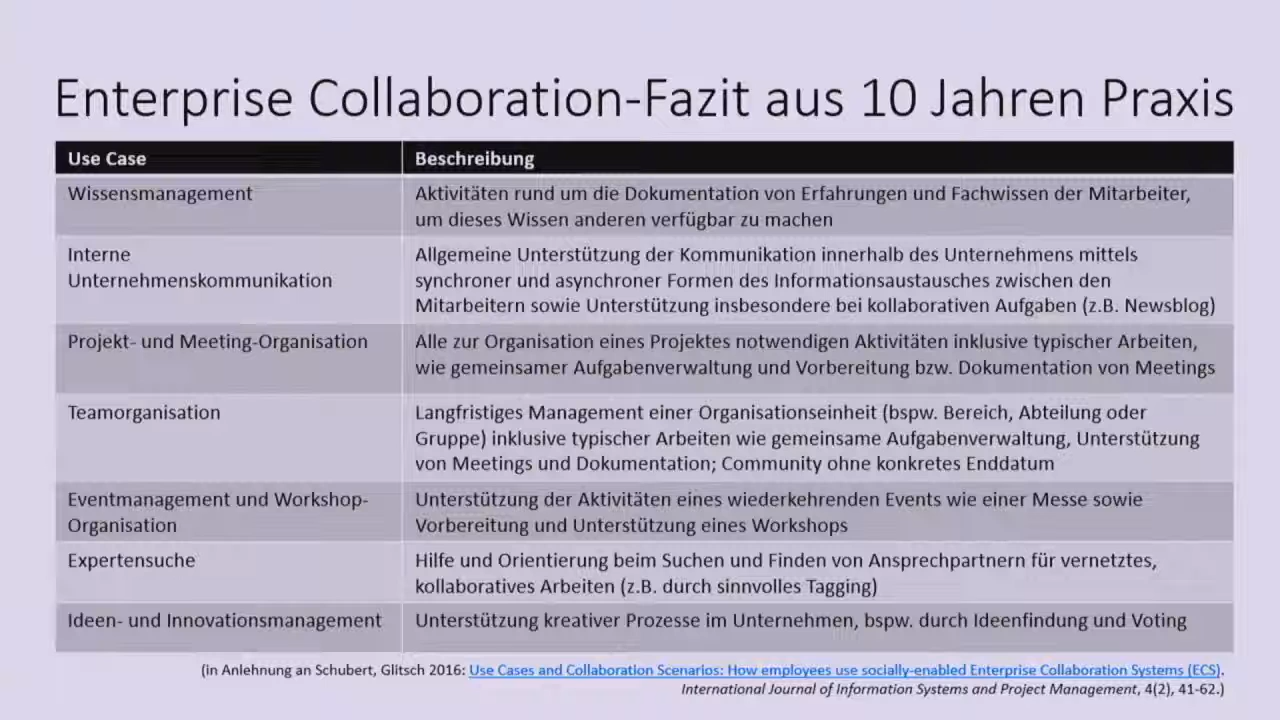 Enterprise Collaboration-Fazit aus 10 Jahren Praxis
Use Case
Beschreibung
Wissensmanagement
Aktivitäten rund um die Dokumentation von Erfahrungen und Fachwissen der Mitarbeiter,
um dieses Wissen anderen verfügbar zu machen
Interne
Unternehmenskommunikation
Allgemeine Unterstützung der Kommunikation innerhalb des Unternehmens mittels
synchroner und asynchroner Formen des Informationsaustausches zwischen den
Mitarbeitern sowie Unterstützung insbesondere bei kollaborativen Aufgaben (z.B. Newsblog)
Projekt- und Meeting-Organisation
Alle zur Organisation eines Projektes notwendigen Aktivitäten inklusive typischer Arbeiten,
wie gemeinsamer Aufgabenverwaltung und Vorbereitung bzw. Dokumentation von Meetings
Teamorganisation
Langfristiges Management einer Organisationseinheit (bspw. Bereich, Abteilung oder
Gruppe) inklusive typischer Arbeiten wie gemeinsame Aufgabenverwaltung, Unterstützung
von Meetings und Dokumentation; Community ohne konkretes Enddatum
Eventmanagement und Workshop-
Organisation
Unterstützung der Aktivitäten eines wiederkehrenden Events wie einer Messe sowie
Vorbereitung und Unterstützung eines Workshops
Expertensuche
Hilfe und Orientierung beim Suchen und Finden von Ansprechpartnern für vernetztes,
kollaboratives Arbeiten (z.B. durch sinnvolles Tagging)
Ideen- und Innovationsmanagement
Unterstützung kreativer Prozesse im Unternehmen, bspw. durch Ideenfindung und Voting
(in Anlehnung an Schubert, Glitsch 2016: Use Cases and Collaboration Scenarios: How employees use socially-enabled Enterprise Collaboration Systems (ECS).
International Journal of Information Systems and Project Management, 4(2), 41-62.)